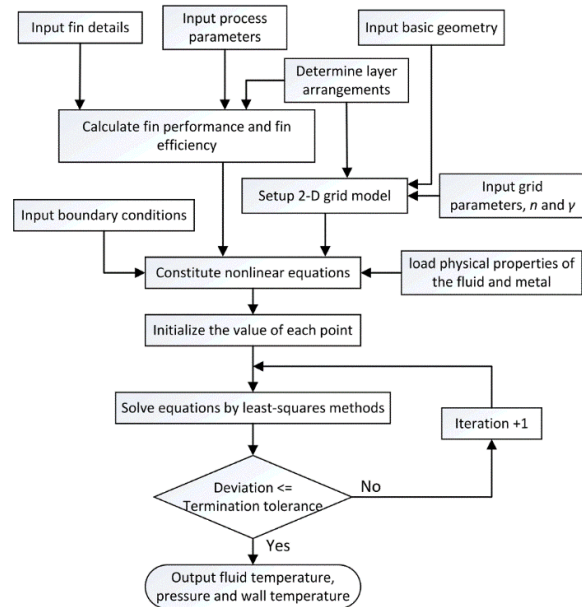 Input fin details
Input process
parameters
Input basic geometry
Determine layer
arrangements
Calculate fin performance and fin
efficiency
Setup 2-D grid model
Input grid
parameters, n and γ
Input boundary conditions
Constitute nonlinear equations
load physical properties of
the fluid and metal
Initialize the value of each point
Solve equations by least-squares methods
Iteration +1
Deviation <=
Termination tolerance
No
Yes
Output fluid temperature,
pressure and wall temperature